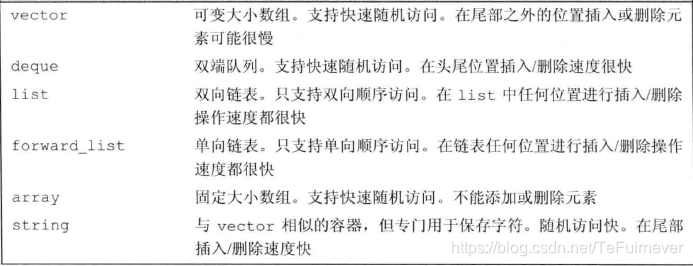 vector 可变大小数组。支持快速随机访问。在尾部之外的位置插入或删除元
素可能很慢
deque 双端队列。支持快速随机访问。在头尾位置插入/删除速度很快
list 双向链表。只支持双向顺序访问。在 list 中任何位置进行插入/删除
操作速度都很快
forward_list 单向链表。只支持单向顺序访问。在链表任何位置进行插入/删除操作
速度都很快
array 固定大小数组。支持快速随机访问。不能添加或删除元素
string 与 vector 相似的容器，但专门用于保存字符。随机访问快。在尾部
插入/删除速度快
https://blog.csdn.net/TeFuirnever